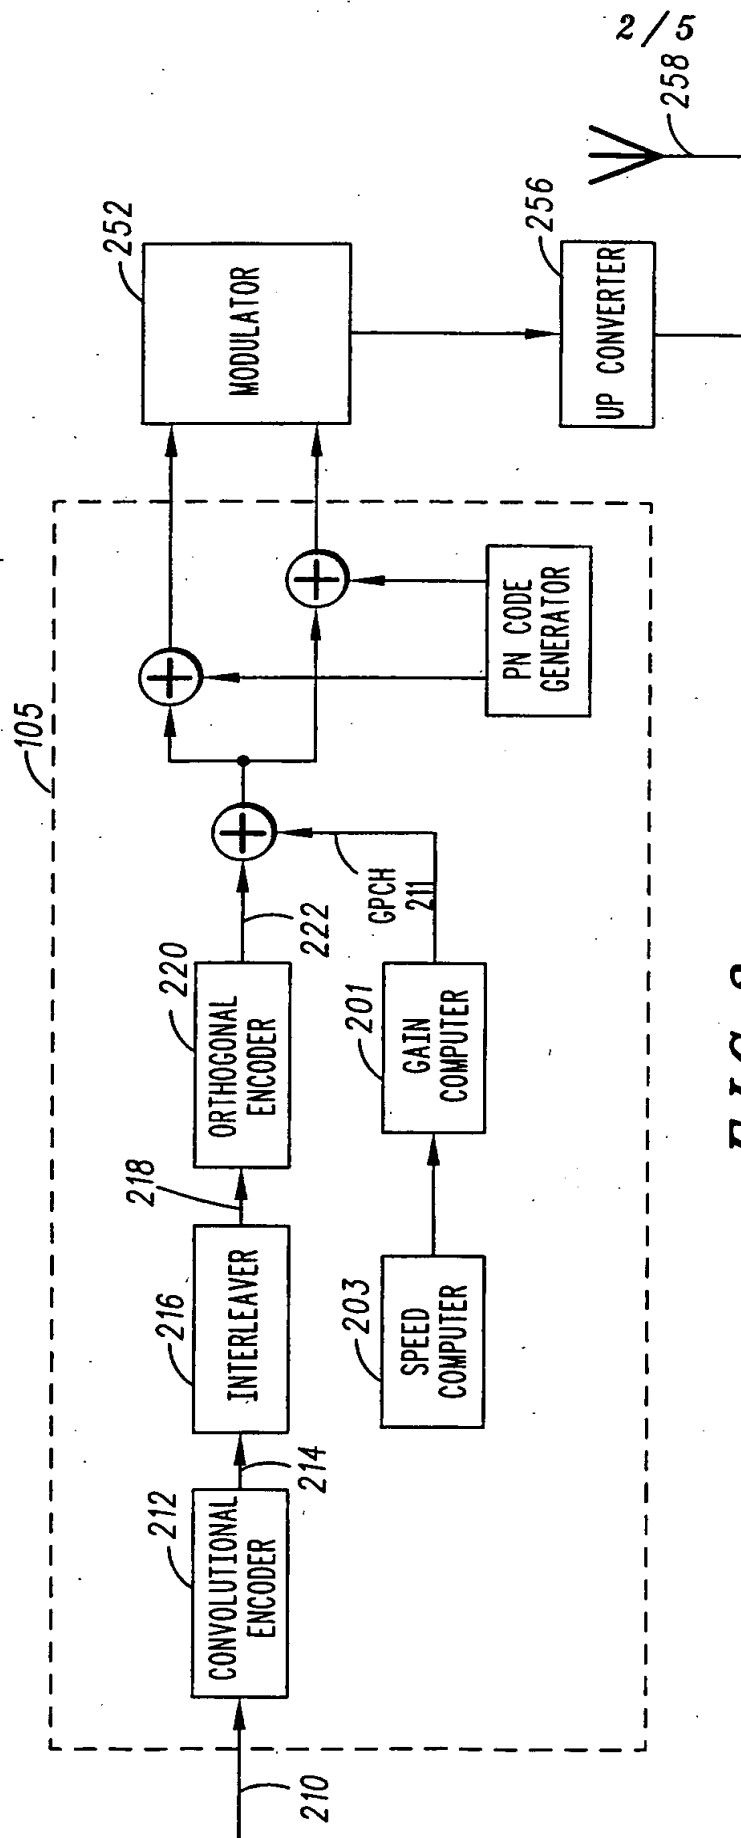 2/5
258
252
MODULATOR
256
UP CONVERTER
105
PN CODE
GENERATOR
222
GPCH
211
220
ORTHOGONAL
ENCODER
201
GAIN
COMPUTER
218
216
INTERLEAVER
203
SPEED
COMPUTER
214
212
CONVOLUTIONAL
ENCODER
210